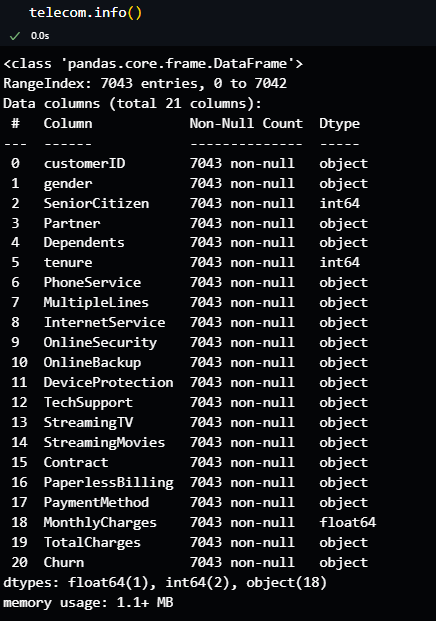 telecom.info()
0.0s
<class 'pandas.core.frame.DataFrame'>
RangeIndex: 7043 entries, 0 to 7042
Data columns (total 21 columns):
 #   Column            Non-Null Count  Dtype
---  ------            --------------  -----
 0   customerID        7043 non-null   object
 1   gender            7043 non-null   object
 2   SeniorCitizen     7043 non-null   int64
 3   Partner           7043 non-null   object
 4   Dependents        7043 non-null   object
 5   tenure            7043 non-null   int64
 6   PhoneService      7043 non-null   object
 7   MultipleLines     7043 non-null   object
 8   InternetService   7043 non-null   object
 9   OnlineSecurity    7043 non-null   object
 10  OnlineBackup      7043 non-null   object
 11  DeviceProtection  7043 non-null   object
 12  TechSupport       7043 non-null   object
 13  StreamingTV       7043 non-null   object
 14  StreamingMovies   7043 non-null   object
 15  Contract          7043 non-null   object
 16  PaperlessBilling  7043 non-null   object
 17  PaymentMethod     7043 non-null   object
 18  MonthlyCharges    7043 non-null   float64
 19  TotalCharges      7043 non-null   object
 20  Churn             7043 non-null   object
dtypes: float64(1), int64(2), object(18)
memory usage: 1.1+ MB